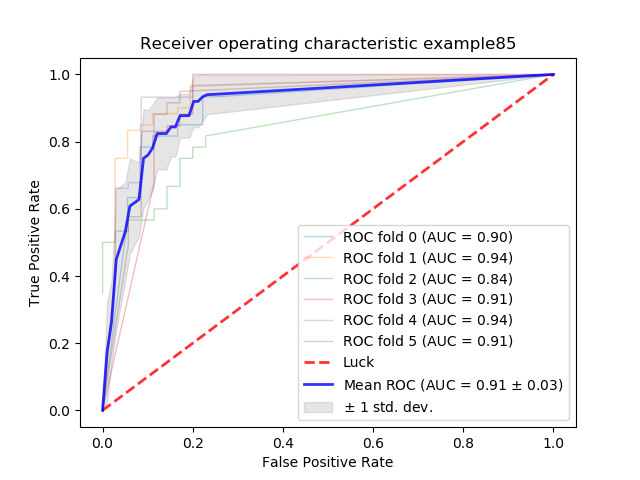 Receiver operating characteristic example85
True Positive Rate
1.0
0.8
0.6
0.4
0.2
0.0
ROC fold 0 (AUC = 0.90)
ROC fold 1 (AUC = 0.94)
ROC fold 2 (AUC = 0.84)
ROC fold 3 (AUC = 0.91)
ROC fold 4 (AUC = 0.94)
ROC fold 5 (AUC = 0.91)
Luck
Mean ROC (AUC = 0.91 ± 0.03)
± 1 std. dev.
0.0 0.2 0.4 0.6 0.8 1.0
False Positive Rate